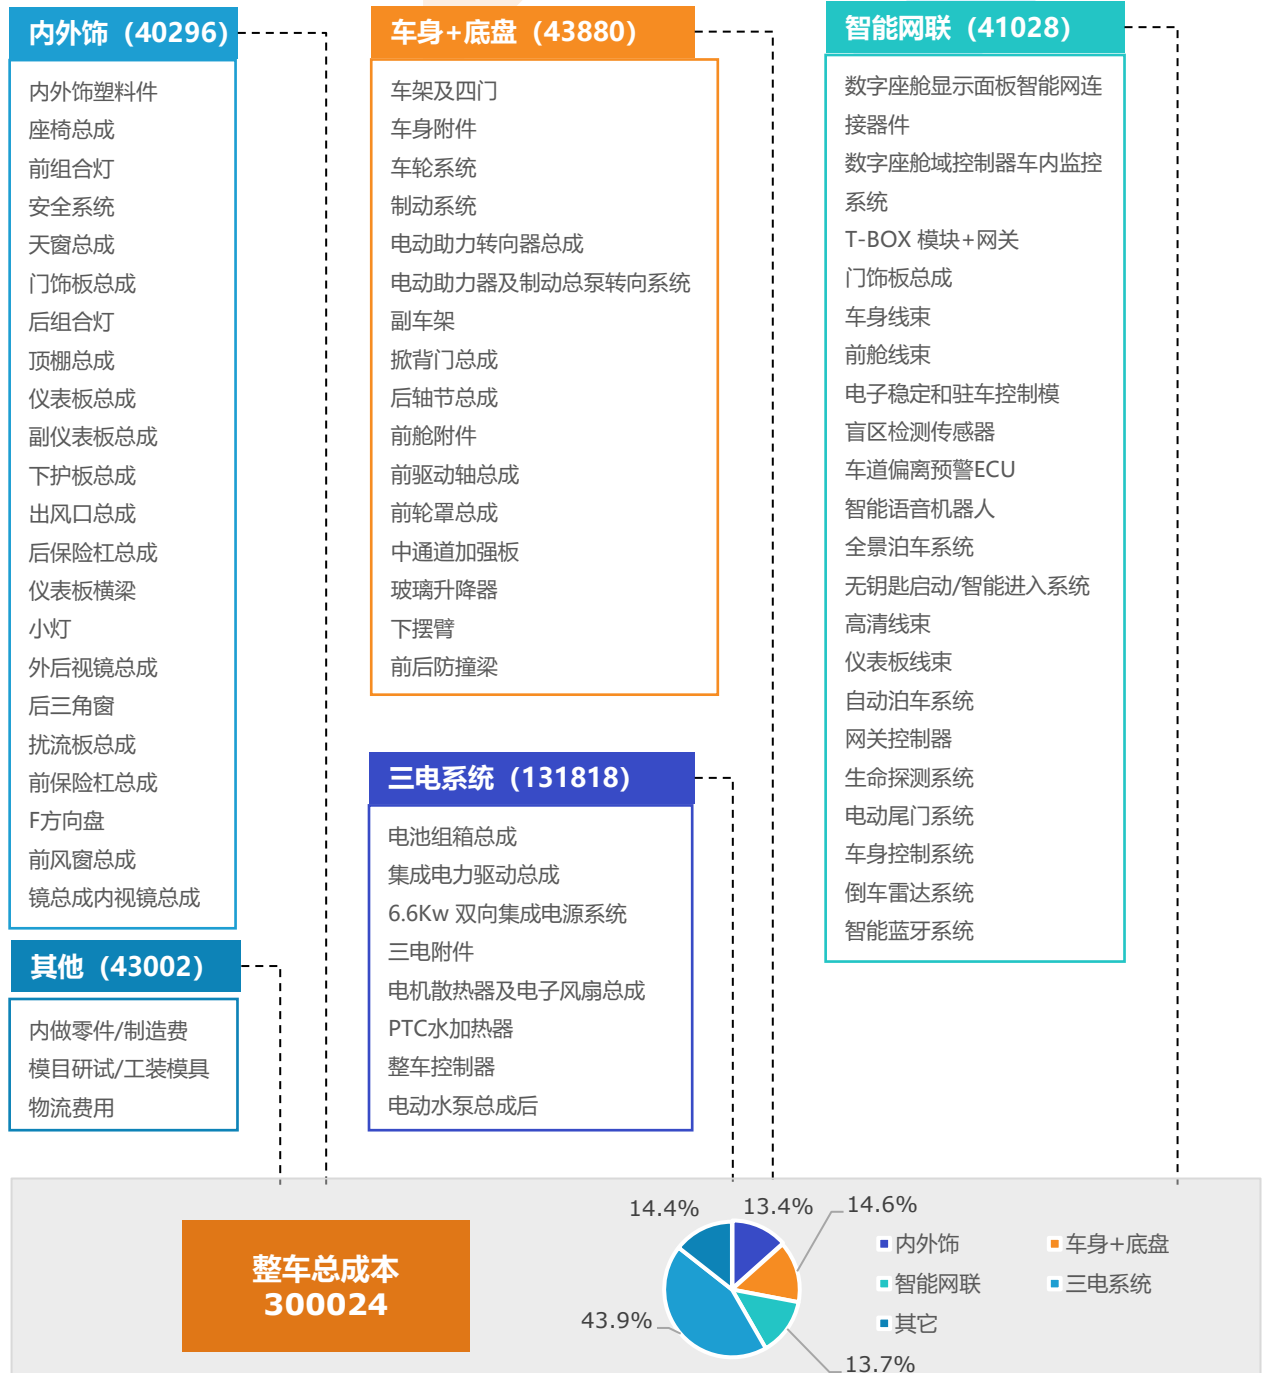 内外饰（40296）
内外饰塑料件
座椅总成
前组合灯
安全系统
天窗总成
门饰板总成
后组合灯
顶棚总成
仪表板总成
副仪表板总成
下护板总成
出风口总成
后保险杠总成
仪表板横梁
小灯
外后视镜总成
后三角窗
扰流板总成
前保险杠总成
F方向盘
前风窗总成
镜总成内视镜总成
其他（43002）
内做零件/制造费
模目研试/工装模具
物流费用
车身+底盘（43880）
车架及四门
车身附件
车轮系统
制动系统
电动助力转向器总成
电动助力器及制动总泵转向系统
副车架
掀背门总成
后轴节总成
前舱附件
前驱动轴总成
前轮罩总成
中通道加强板
玻璃升降器
下摆臂
前后防撞梁
三电系统（131818）
电池组箱总成
集成电力驱动总成
6.6Kw 双向集成电源系统
三电附件
电机散热器及电子风扇总成
PTC水加热器
整车控制器
电动水泵总成后
智能网联（41028）
数字座舱显示面板智能网连
接器件
数字座舱域控制器车内监控
系统
T-BOX 模块+网关
门饰板总成
车身线束
前舱线束
电子稳定和驻车控制模
盲区检测传感器
车道偏离预警ECU
智能语音机器人
全景泊车系统
无钥匙启动/智能进入系统
高清线束
仪表板线束
自动泊车系统
网关控制器
生命探测系统
电动尾门系统
车身控制系统
倒车雷达系统
智能蓝牙系统
整车总成本
300024
14.4%
13.4%
14.6%
43.9%
13.7%
内外饰
车身+底盘
智能网联
三电系统
其它